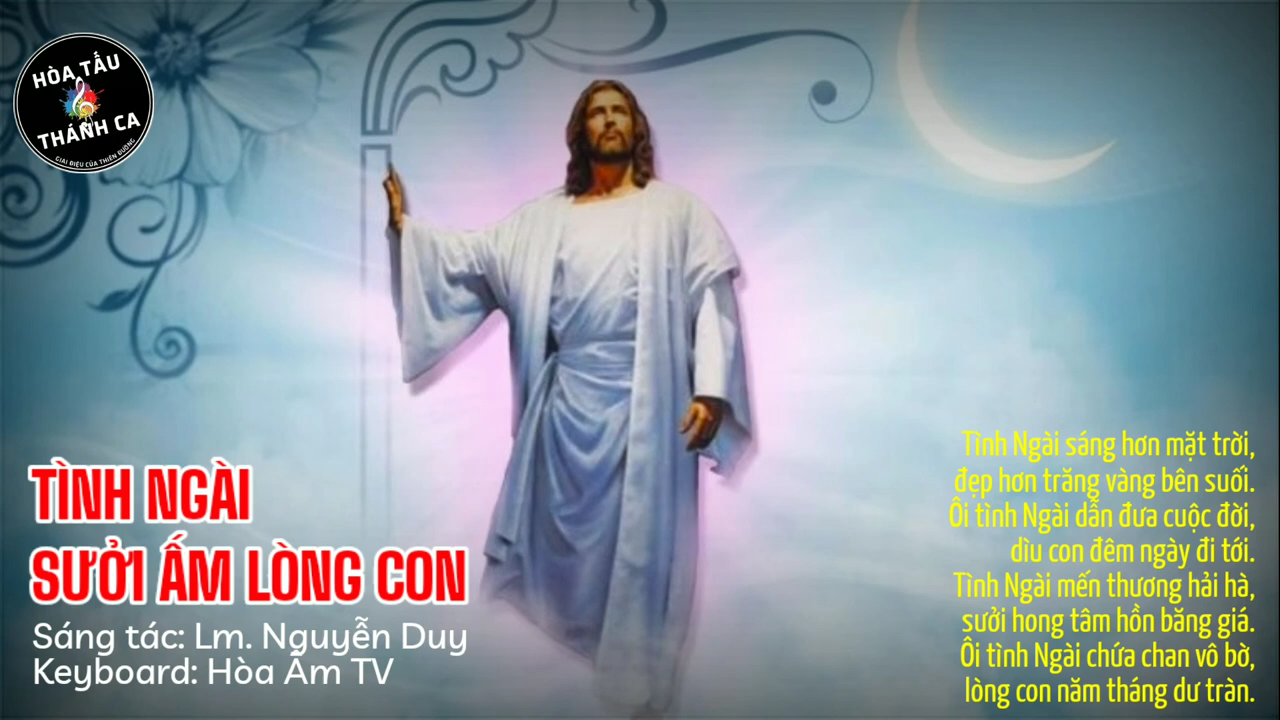 HÒA TẤU
THÁNH CA
GIAI ĐIỆU CỦA THIÊN ĐƯỜNG
TÌNH NGÀI
SƯỞI ẤM LÒNG CON
Sáng tác: Lm. Nguyễn Duy
Keyboard: Hòa Âm TV
Tình Ngài sáng hơn mặt trời,
đẹp hơn trăng vàng bên suối.
Ôi tình Ngài dẫn đưa cuộc đời,
dìu con đêm ngày đi tới.
Tình Ngài mến thương hải hà,
sưởi hong tâm hồn băng giá.
Ôi tình Ngài chứa chan vô bờ,
lòng con năm tháng dư tràn.